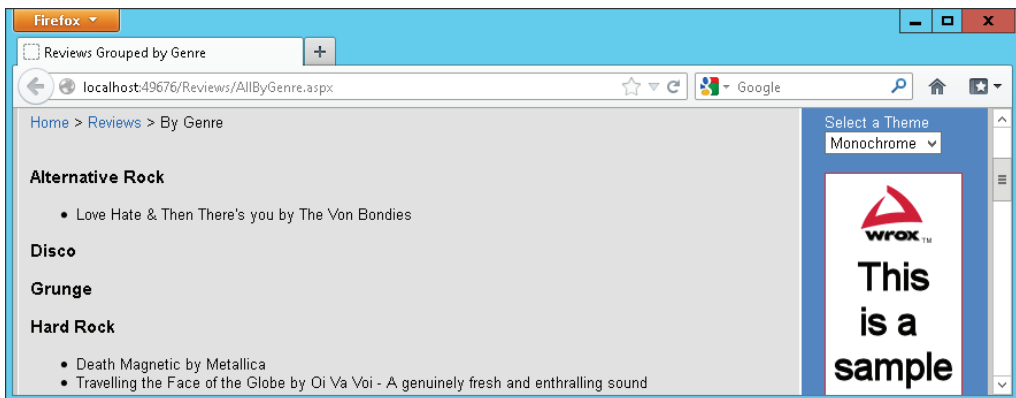 Firefox
Reviews Grouped by Genre
localhost:49676/Reviews/AllByGenre.aspx
Google
Home > Reviews > By Genre
Select a Theme
Monochrome
Alternative Rock
• Love Hate & Then There's you by The Von Bondies
Disco
Grunge
Hard Rock
• Death Magnetic by Metallica
• Travelling the Face of the Globe by Oi Va Voi - A genuinely fresh and enthralling sound
wrox TM
This
is a
sample